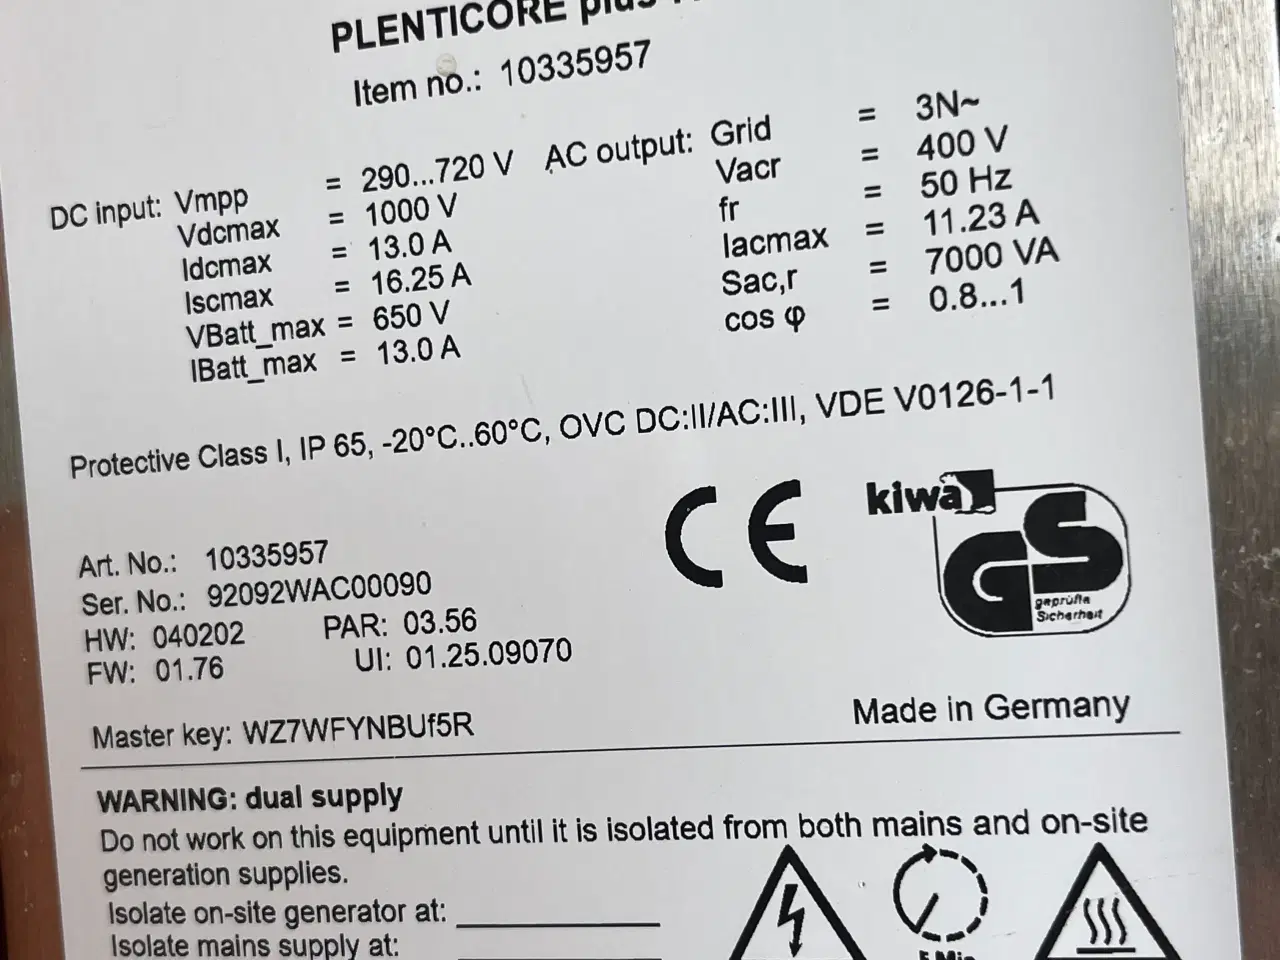 PLENTICORE plus
Item no.: 10335957
DC input: Vmpp = 290...720 V
Vdcmax = 1000 V
Idcmax = 13.0 A
Iscmax = 16.25 A
VBatt_max = 650 V
IBatt_max = 13.0 A
AC output: Grid = 3N~
Vacr = 400 V
fr = 50 Hz
Iacmax = 11.23 A
Sac,r = 7000 VA
cos φ = 0.8...1
Protective Class I, IP 65, -20°C..60°C, OVC DC:II/AC:III, VDE V0126-1-1
CE
kiwa
GS
geprüfte
Sicherheit
Art. No.: 10335957
Ser. No.: 92092WAC00090
HW: 040202 PAR: 03.56
FW: 01.76 UI: 01.25.09070
Master key: WZ7WFYNBUf5R
Made in Germany
WARNING: dual supply
Do not work on this equipment until it is isolated from both mains and on-site
generation supplies.
Isolate on-site generator at:
Isolate mains supply at:
5 Min